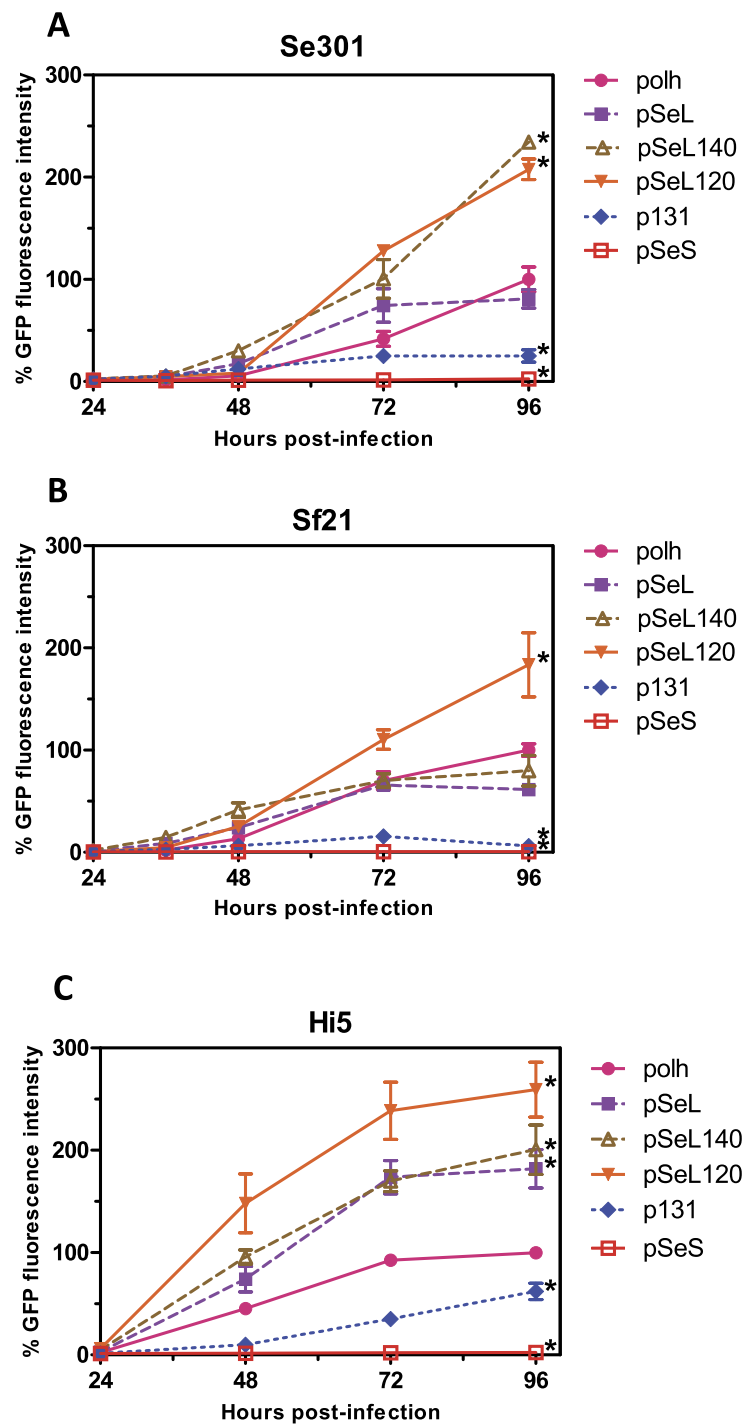 A
Se301
% GFP fluorescence intensity
300
200
100
0
24
48
72
96
Hours post-infection
*
*
*
*
polh
pSeL
pSeL140
pSeL120
p131
pSeS
B
Sf21
% GFP fluorescence intensity
300
200
100
0
24
48
72
96
Hours post-infection
*
*
*
polh
pSeL
pSeL140
pSeL120
p131
pSeS
C
Hi5
% GFP fluorescence intensity
300
200
100
0
24
48
72
96
Hours post-infection
*
*
*
*
*
polh
pSeL
pSeL140
pSeL120
p131
pSeS